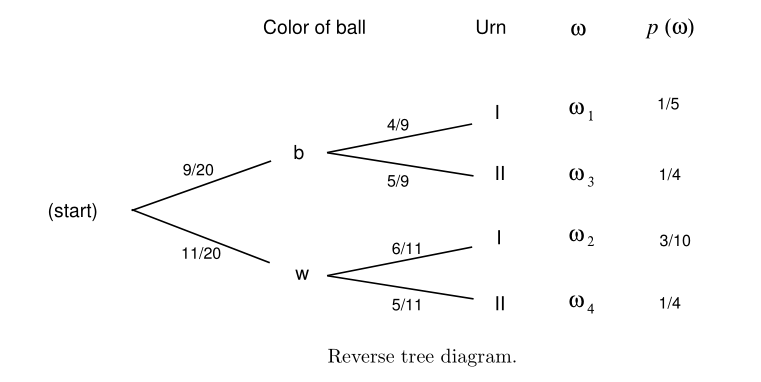 Color of ball Urn ω p (ω)
4/9 I ω1 1/5
9/20 b
5/9 II ω3 1/4
(start)
6/11 I ω2 3/10
11/20 w
5/11 II ω4 1/4
Reverse tree diagram.